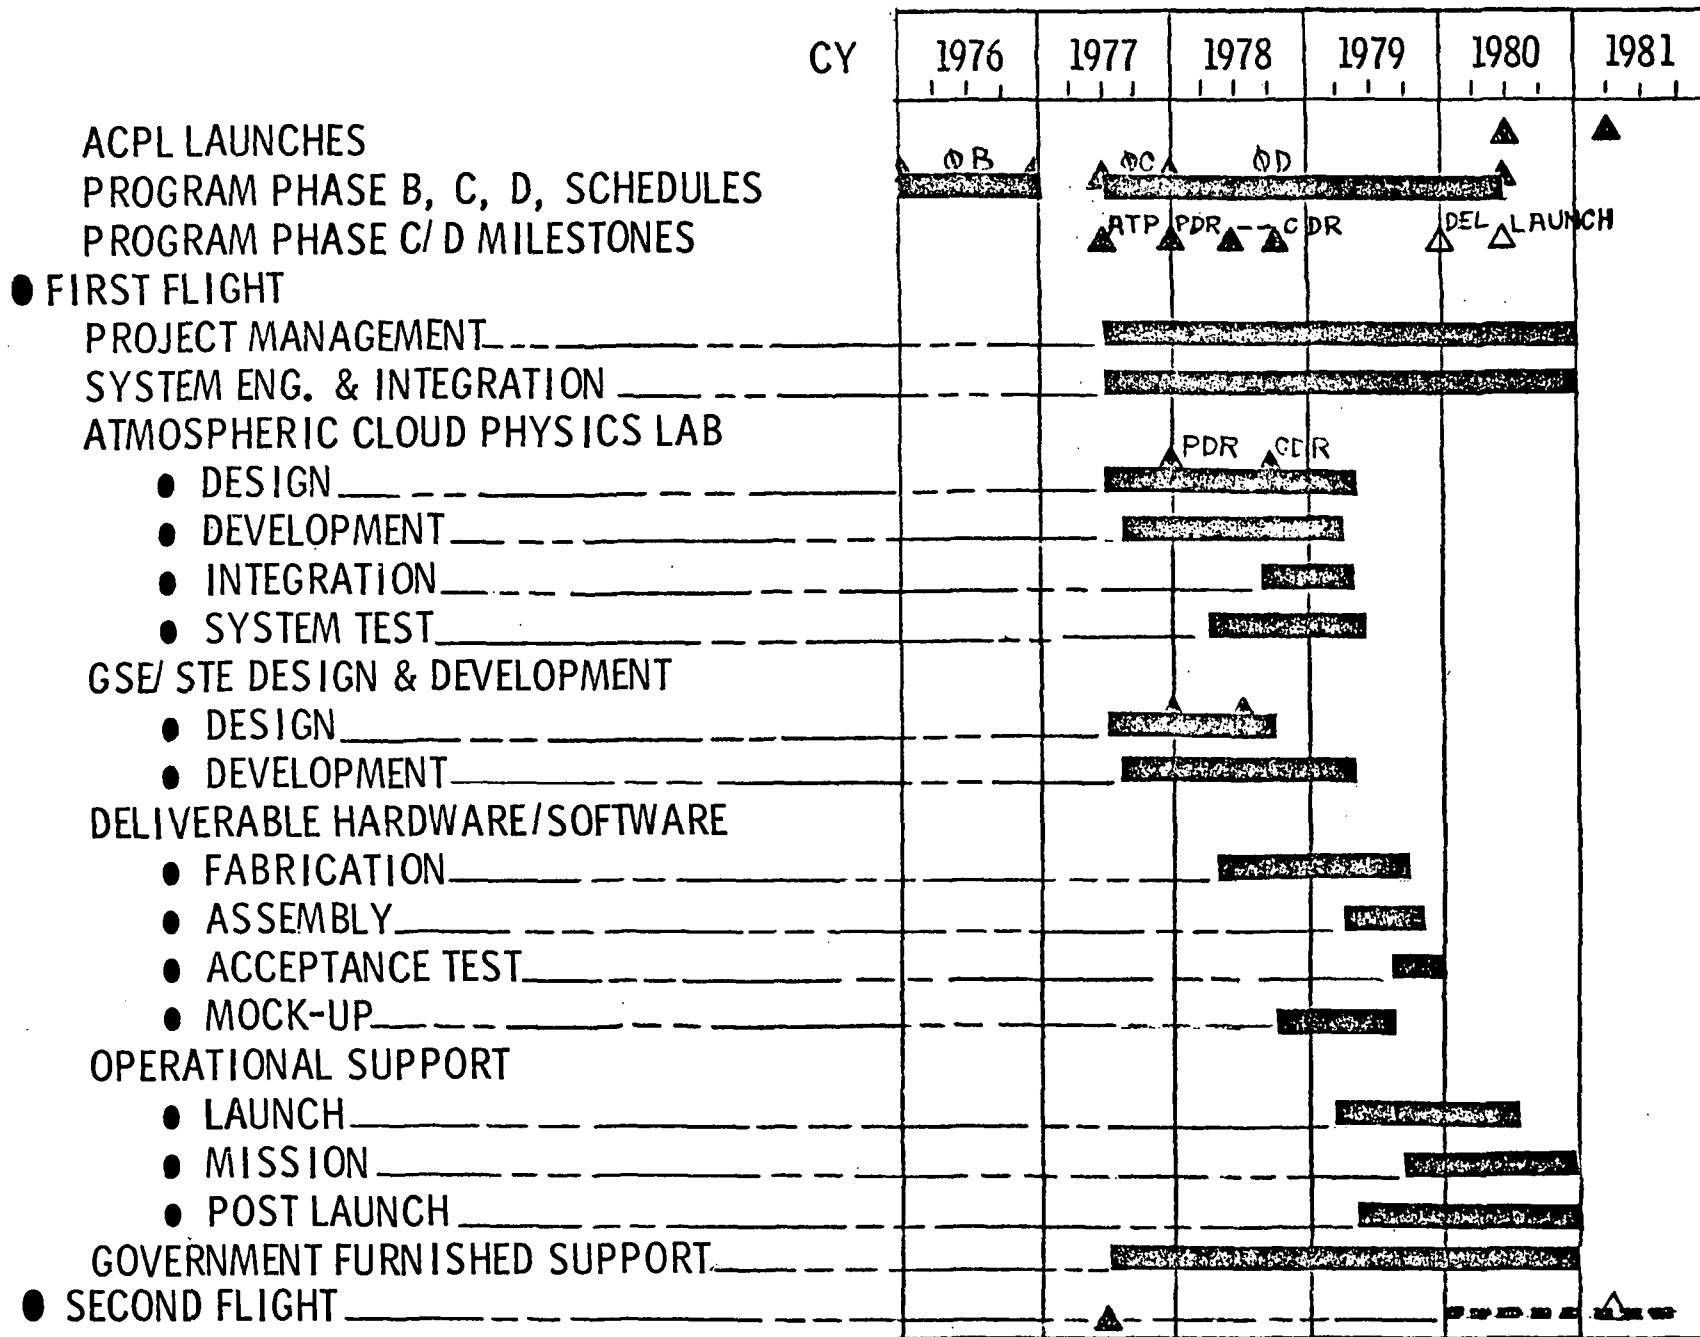 CY 1976 1977 1978 1979 1980 1981
ACPL LAUNCHES
ΦB ΦC ΦD
PROGRAM PHASE B, C, D, SCHEDULES
PROGRAM PHASE C/D MILESTONES ATP PDR--CDR DEL LAUNCH
● FIRST FLIGHT
PROJECT MANAGEMENT
SYSTEM ENG. & INTEGRATION
ATMOSPHERIC CLOUD PHYSICS LAB
PDR CDR
● DESIGN
● DEVELOPMENT
● INTEGRATION
● SYSTEM TEST
GSE/ STE DESIGN & DEVELOPMENT
● DESIGN
● DEVELOPMENT
DELIVERABLE HARDWARE/SOFTWARE
● FABRICATION
● ASSEMBLY
● ACCEPTANCE TEST
● MOCK-UP
OPERATIONAL SUPPORT
● LAUNCH
● MISSION
● POST LAUNCH
GOVERNMENT FURNISHED SUPPORT
● SECOND FLIGHT